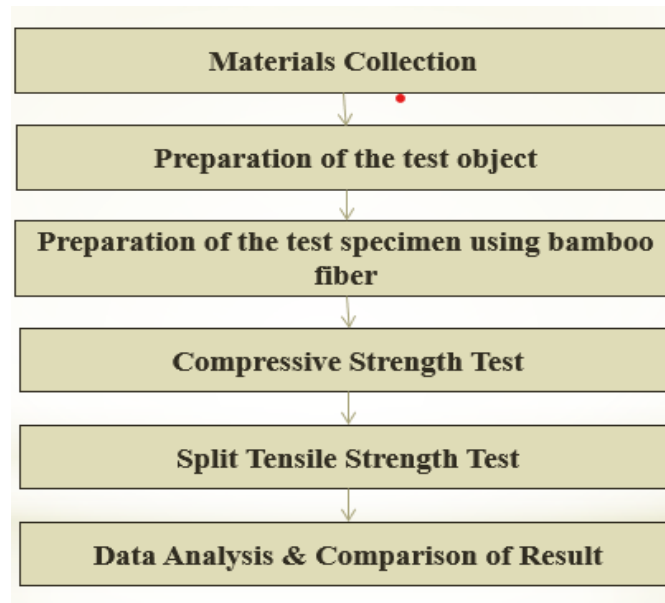 Materials Collection
Preparation of the test object
Preparation of the test specimen using bamboo
fiber
Compressive Strength Test
Split Tensile Strength Test
Data Analysis & Comparison of Result